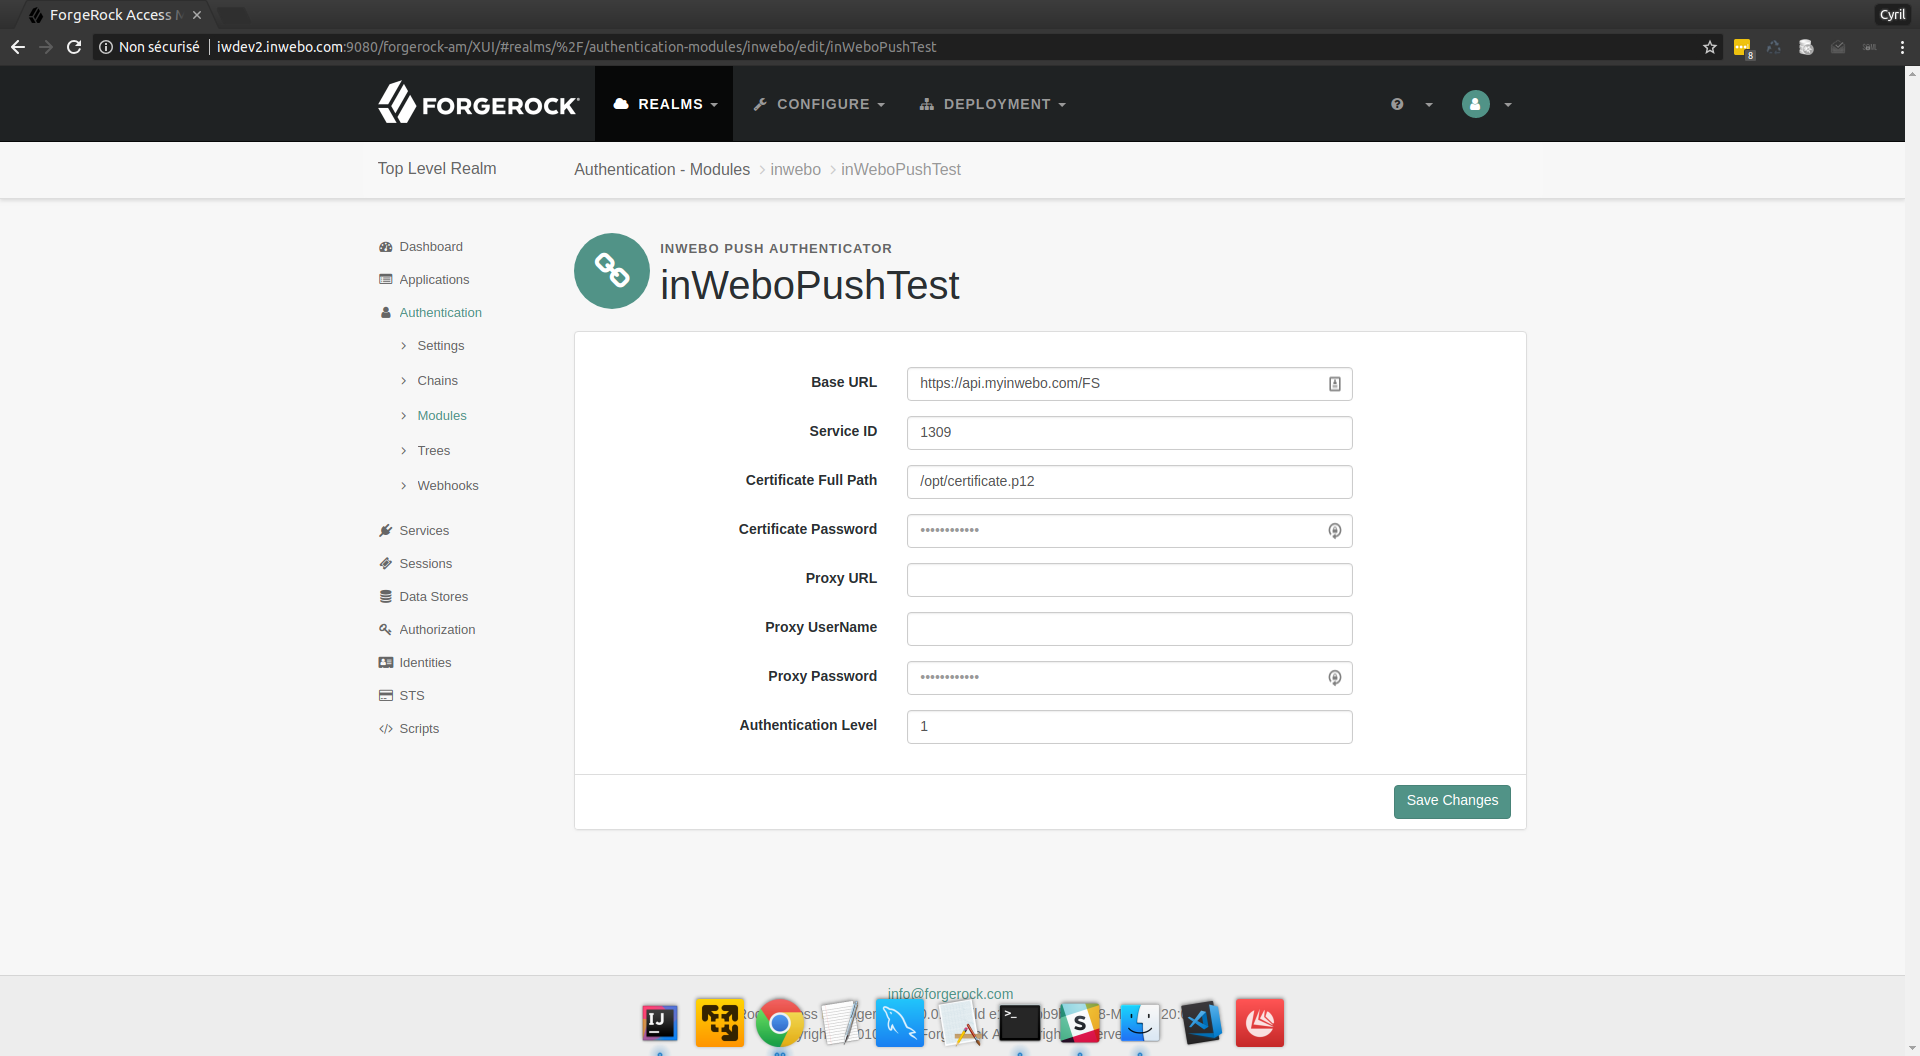 ForgeRock Access
Cyril
Non sécurisé
iwdev2.inwebo.com:9080/forgerock-am/XUI/#realms/%2F/authentication-modules/inwebo/edit/inWeboPushTest
8
FORGEROCK
REALMS
CONFIGURE
DEPLOYMENT
Top Level Realm
Authentication - Modules
inwebo
inWeboPushTest
Dashboard
Applications
Authentication
Settings
Chains
Modules
Trees
Webhooks
Services
Sessions
Data Stores
Authorization
Identities
STS
Scripts
INWEBO PUSH AUTHENTICATOR
inWeboPushTest
Base URL
https://api.myinwebo.com/FS
Service ID
1309
Certificate Full Path
/opt/certificate.p12
Certificate Password
••••••••••••
Proxy URL
Proxy UserName
Proxy Password
••••••••••••
Authentication Level
1
Save Changes
info@forgerock.com
IJ
>_
S